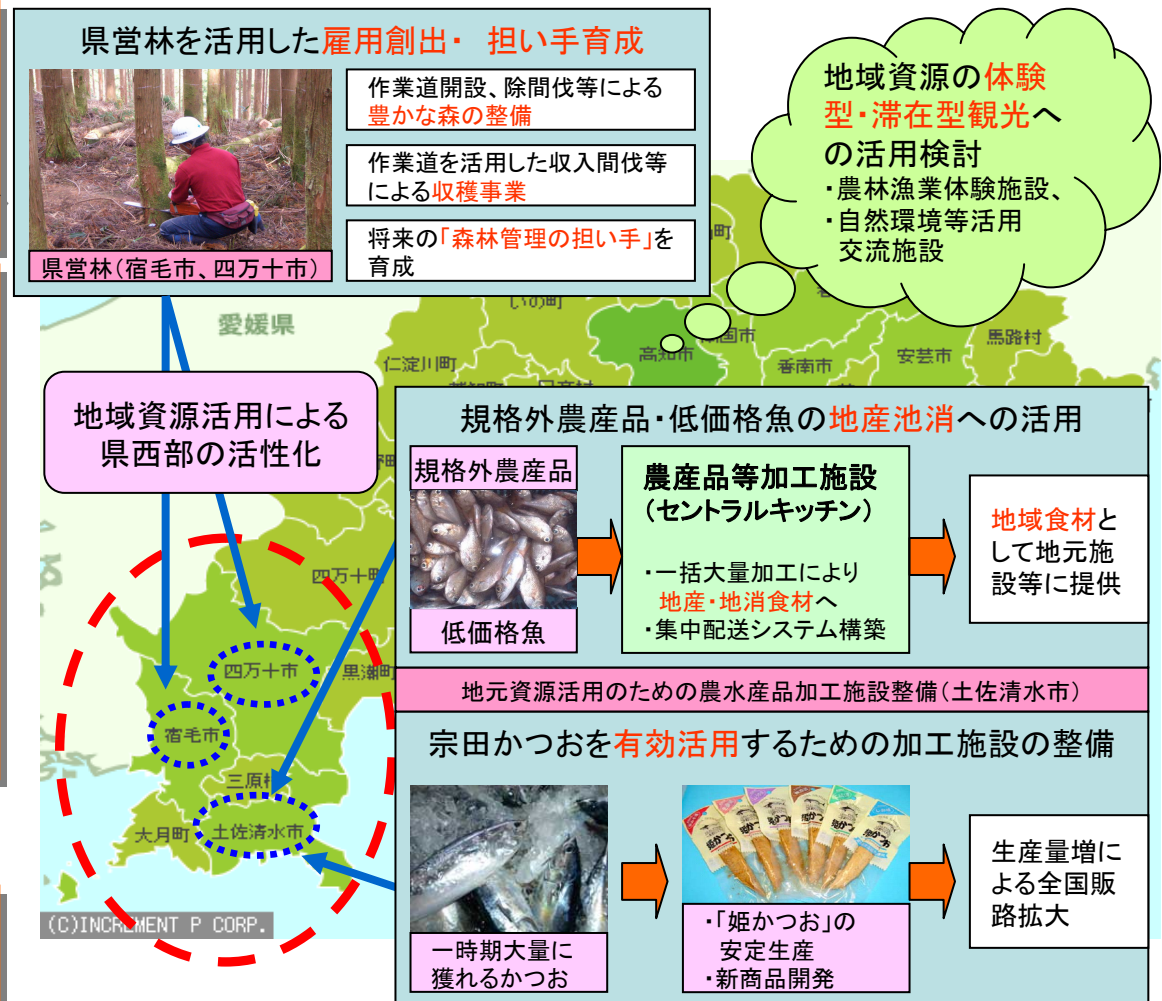 県営林を活用した雇用創出・ 担い手育成
作業道開設、除間伐等による
豊かな森の整備
作業道を活用した収入間伐等
による収穫事業
将来の「森林管理の担い手」を
育成
県営林(宿毛市、四万十市)
地域資源の体験
型・滞在型観光へ
の活用検討
・農林漁業体験施設、
・自然環境等活用
交流施設
愛媛県
いの町
仁淀川町
高知市
南国市
香南市
安芸市
馬路村
地域資源活用による
県西部の活性化
四万十町
四万十市
黒潮町
宿毛市
三原村
大月町
土佐清水市
(C)INCREMENT P CORP.
規格外農産品・低価格魚の地産池消への活用
規格外農産品
低価格魚
農産品等加工施設
(セントラルキッチン)
・一括大量加工により
地産・地消食材へ
・集中配送システム構築
地域食材と
して地元施
設等に提供
地元資源活用のための農水産品加工施設整備(土佐清水市)
宗田かつおを有効活用するための加工施設の整備
一時期大量に
獲れるかつお
姫かつお
・「姫かつお」の
安定生産
・新商品開発
生産量増に
よる全国販
路拡大